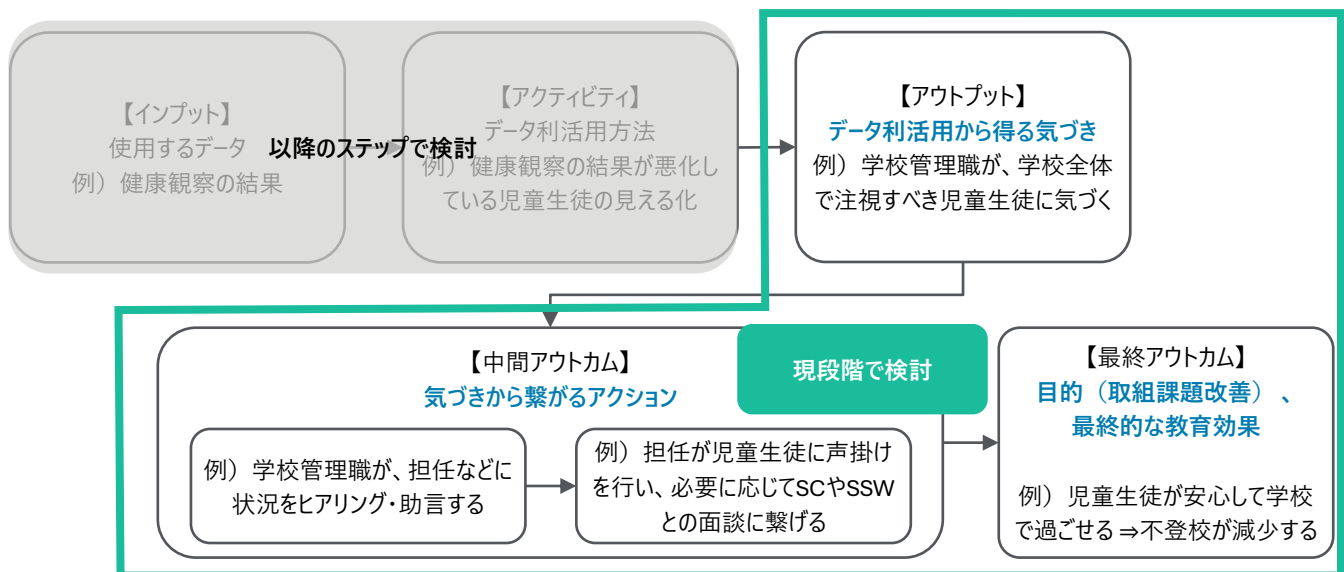 【インプット】
使用するデータ
例）健康観察の結果
以降のステップで検討
【アクティビティ】
データ利活用方法
例）健康観察の結果が悪化し
ている児童生徒の見える化
【アウトプット】
データ利活用から得る気づき
例）学校管理職が、学校全体
で注視すべき児童生徒に気づく
【中間アウトカム】
気づきから繋がるアクション
現段階で検討
例）学校管理職が、担任などに
状況をヒアリング・助言する
例）担任が児童生徒に声掛け
を行い、必要に応じてSCやSSW
との面談に繋げる
【最終アウトカム】
目的（取組課題改善）、
最終的な教育効果
例）児童生徒が安心して学校
で過ごせる⇒不登校が減少する